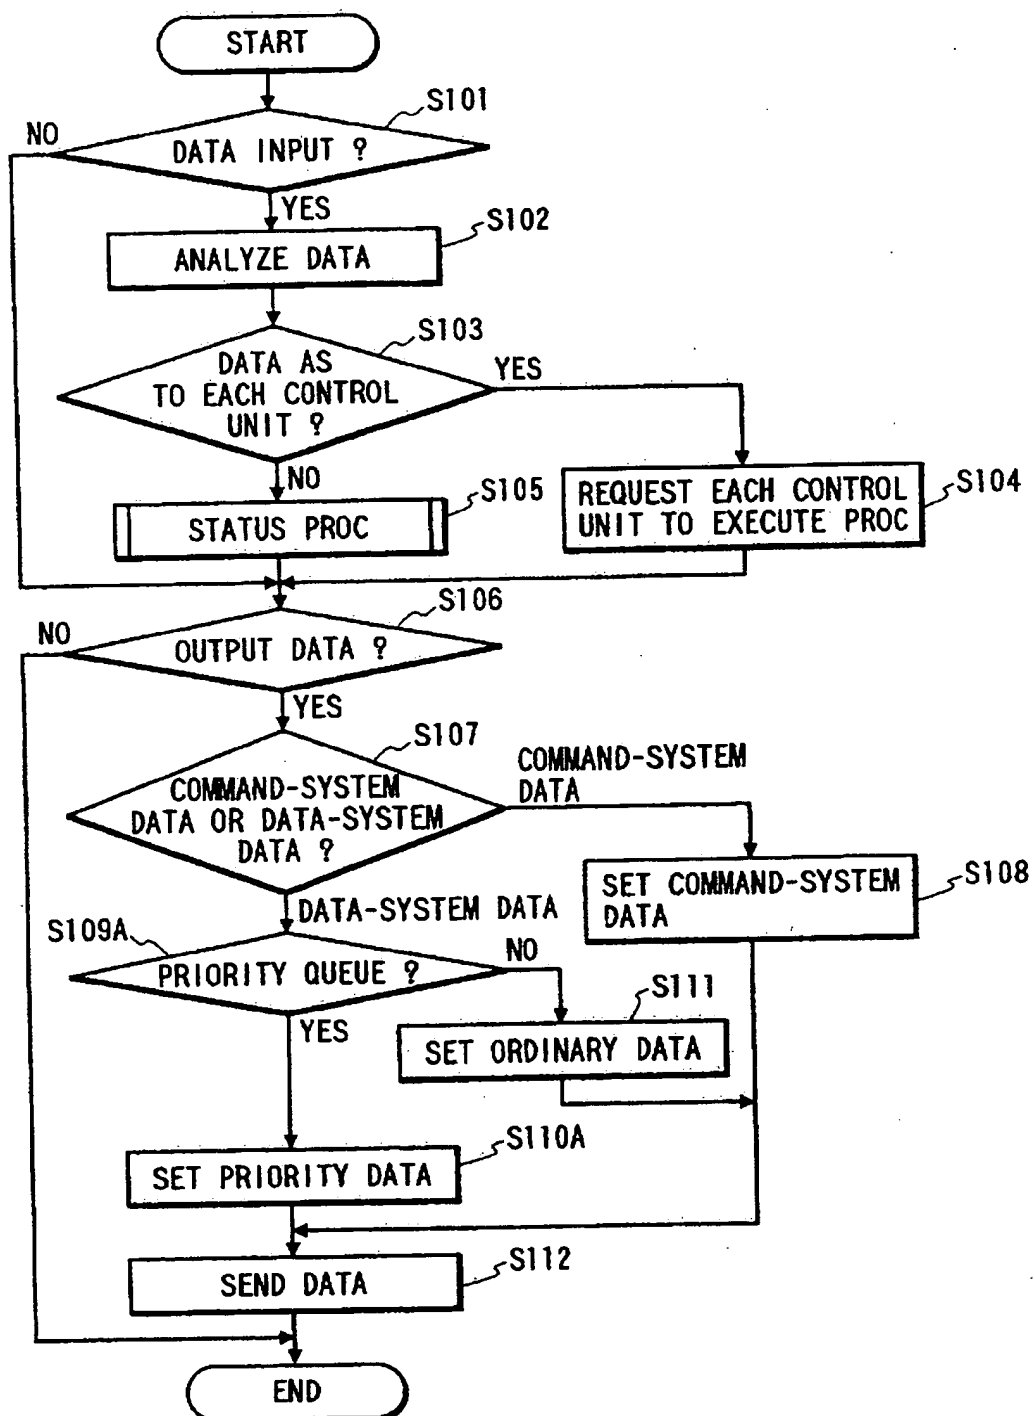 START
S101
NO
DATA INPUT ?
YES
S102
ANALYZE DATA
S103
DATA AS
TO EACH CONTROL
UNIT ?
YES
NO
S105
STATUS PROC
REQUEST EACH CONTROL
UNIT TO EXECUTE PROC
S104
S106
NO
OUTPUT DATA ?
YES
S107
COMMAND-SYSTEM
DATA OR DATA-SYSTEM
DATA ?
COMMAND-SYSTEM
DATA
SET COMMAND-SYSTEM
DATA
S108
DATA-SYSTEM DATA
S109A
PRIORITY QUEUE ?
NO
YES
S111
SET ORDINARY DATA
S110A
SET PRIORITY DATA
S112
SEND DATA
END